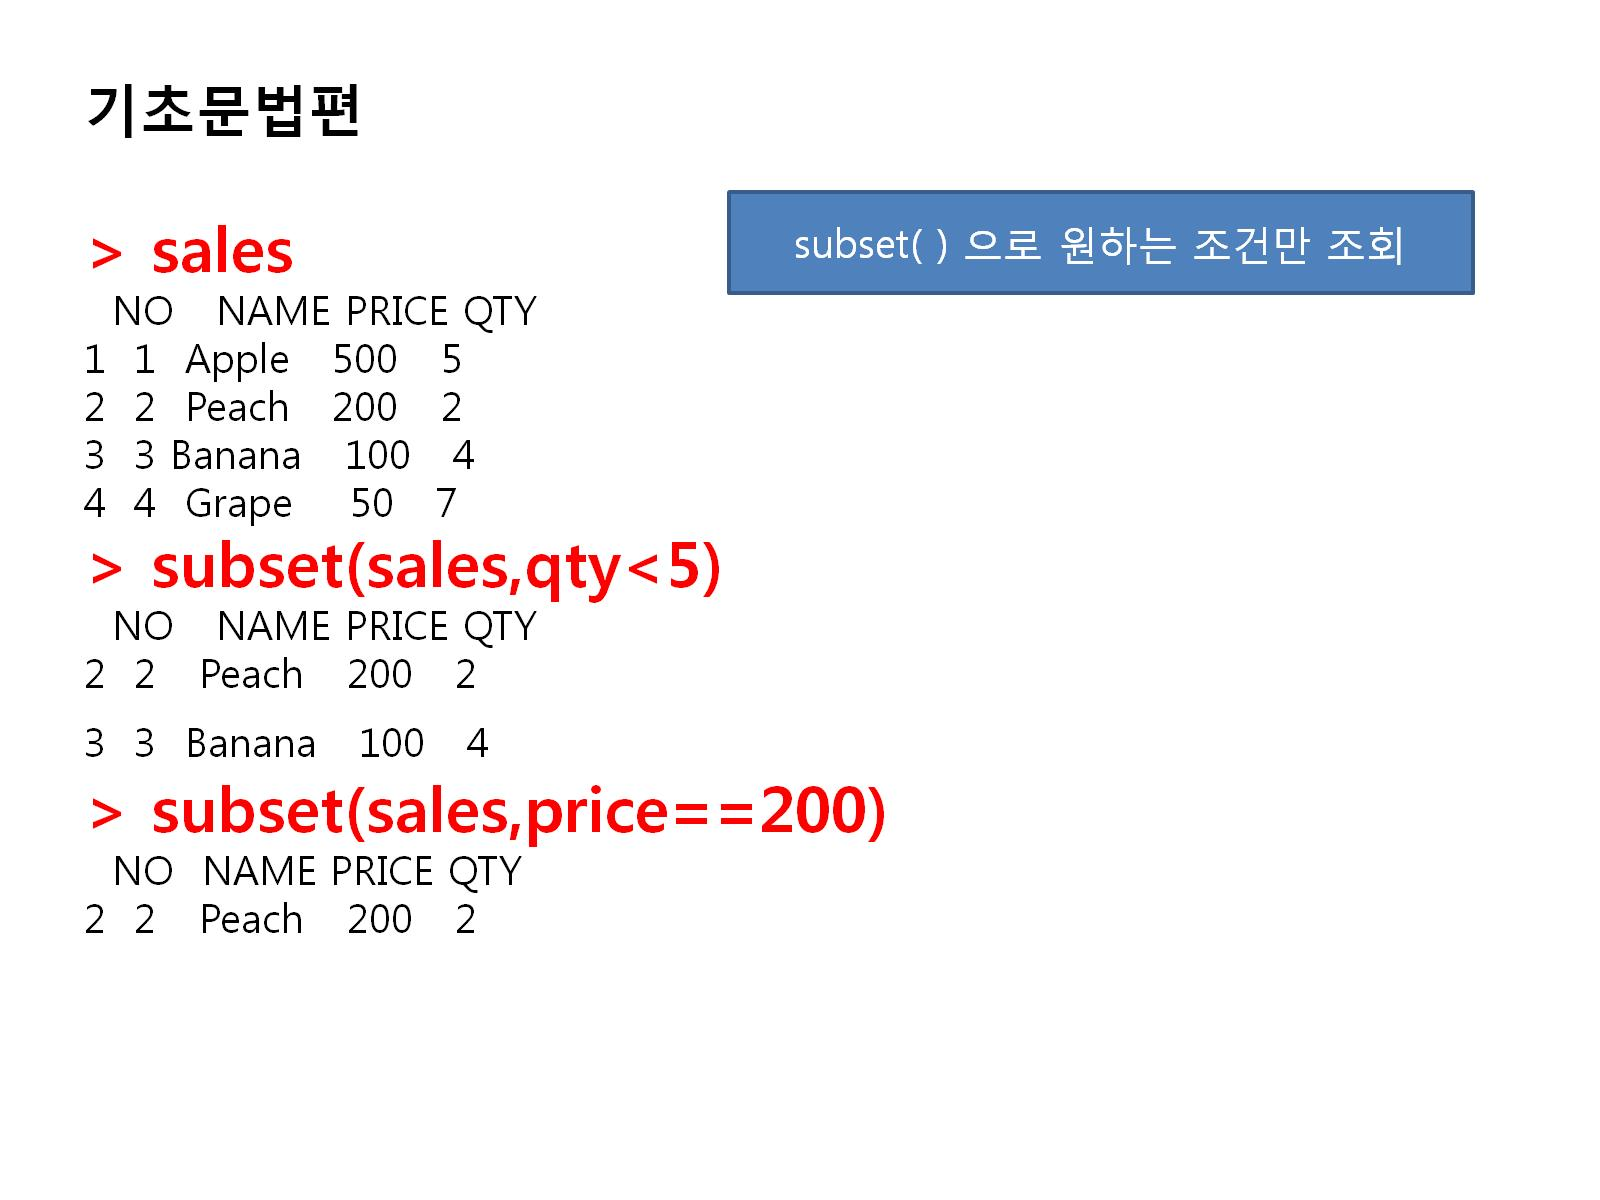 기초문법편
subset( ) 으로 원하는 조건만 조회
> sales
NO NAME PRICE QTY
1 1 Apple 500 5
2 2 Peach 200 2
3 3 Banana 100 4
4 4 Grape 50 7
> subset(sales,qty<5)
NO NAME PRICE QTY
2 2 Peach 200 2
3 3 Banana 100 4
> subset(sales,price==200)
NO NAME PRICE QTY
2 2 Peach 200 2